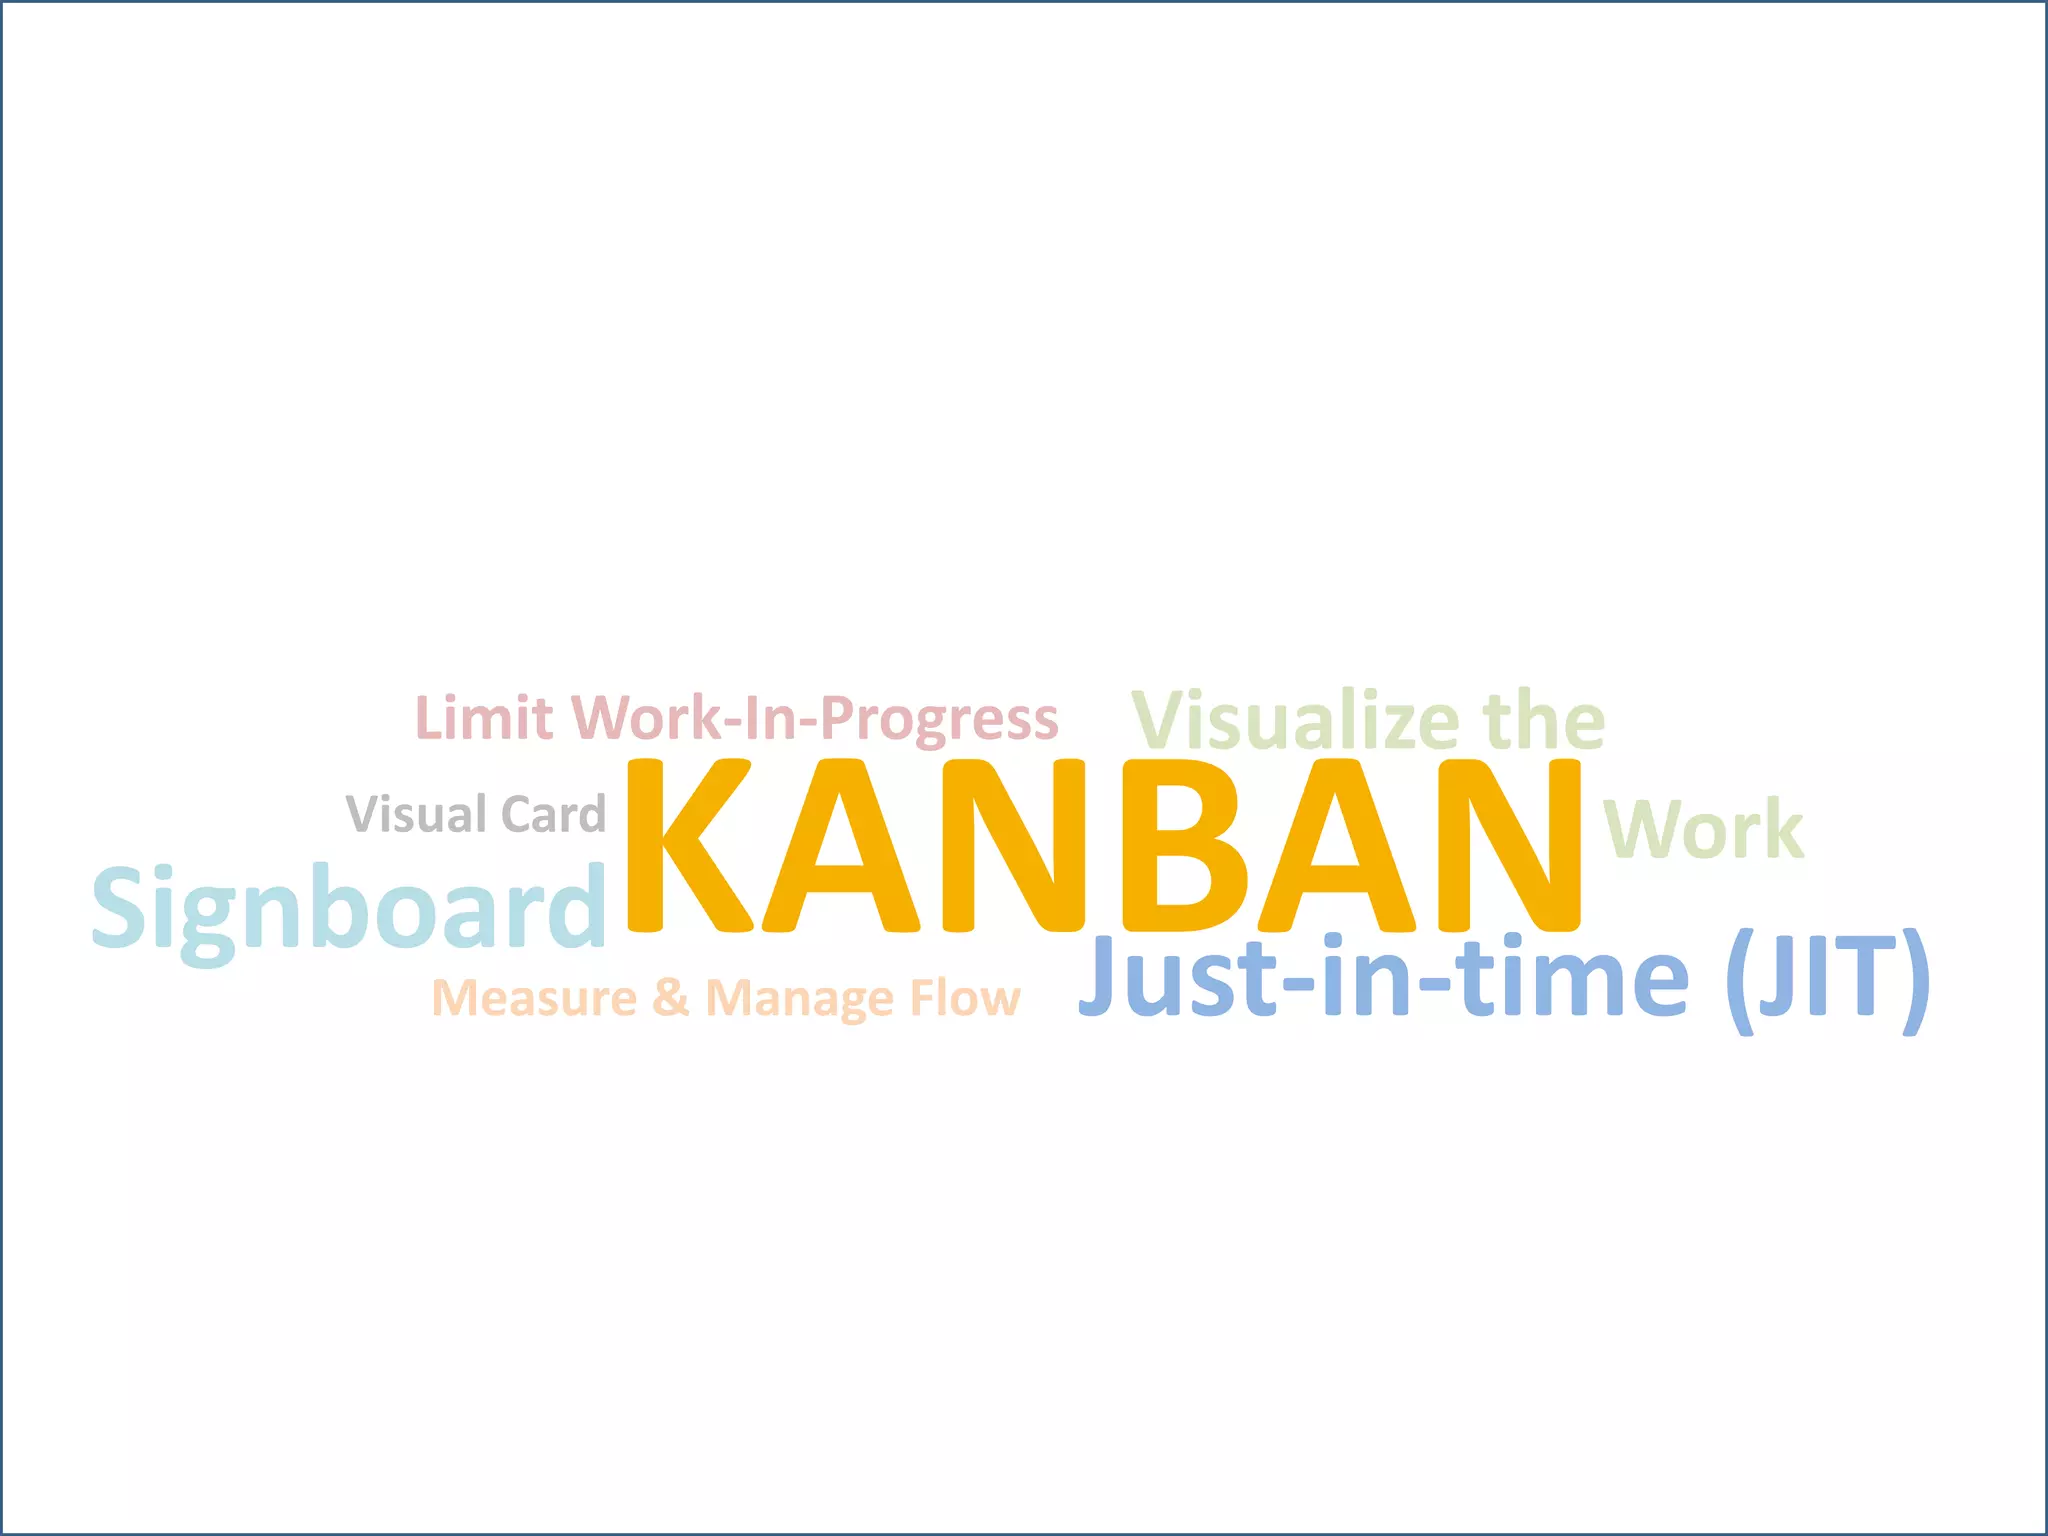 Limit Work-In-Progress
Visualize the
Visual Card
KANBAN
Work
Signboard
Just-in-time (JIT)
Measure & Manage Flow